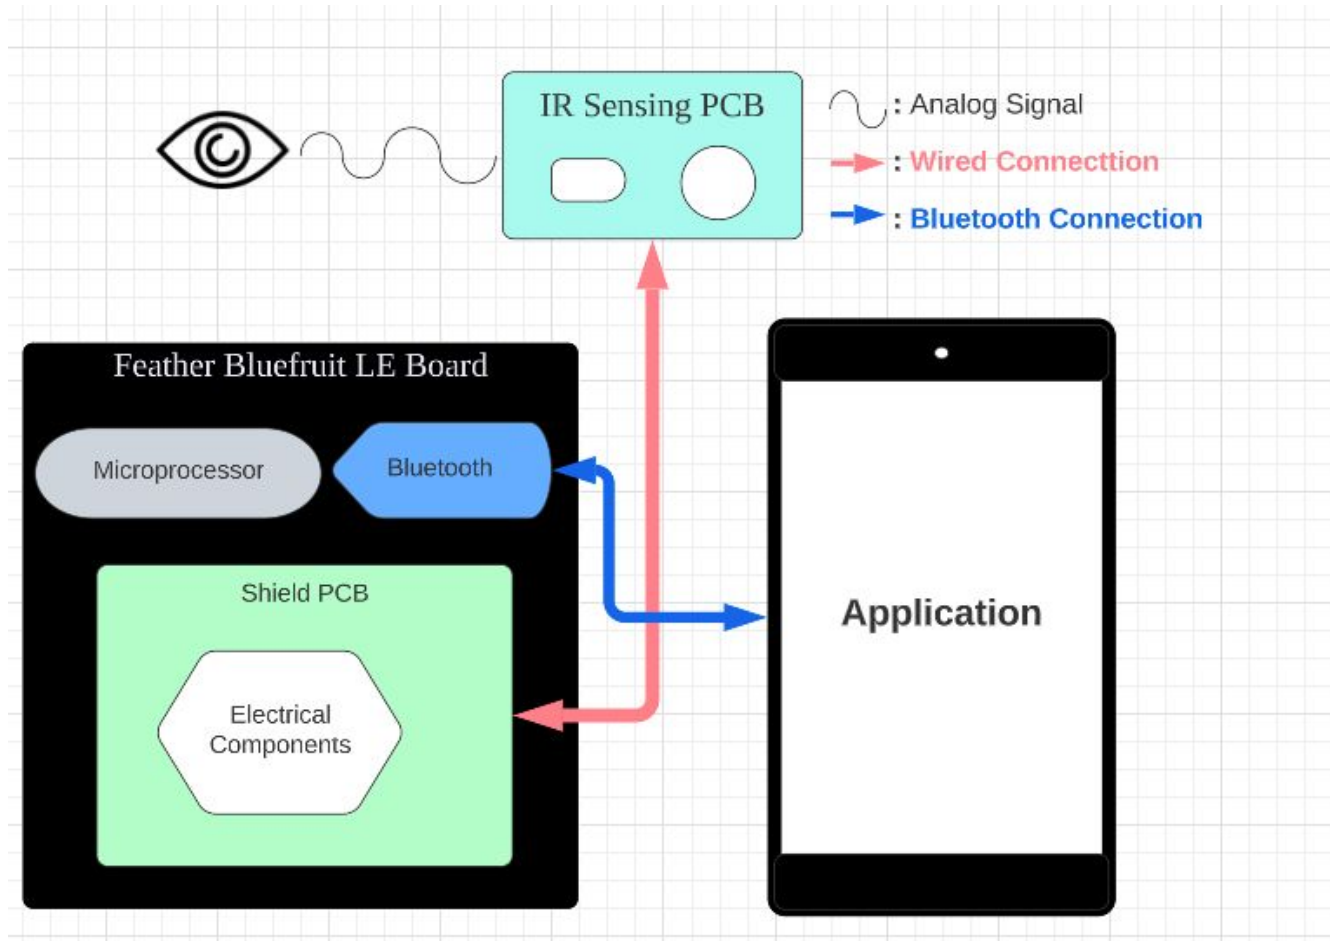 IR Sensing PCB
: Analog Signal
: Wired Connecttion
: Bluetooth Connection
Feather Bluefruit LE Board
Microprocessor
Bluetooth
Shield PCB
Electrical
Components
Application